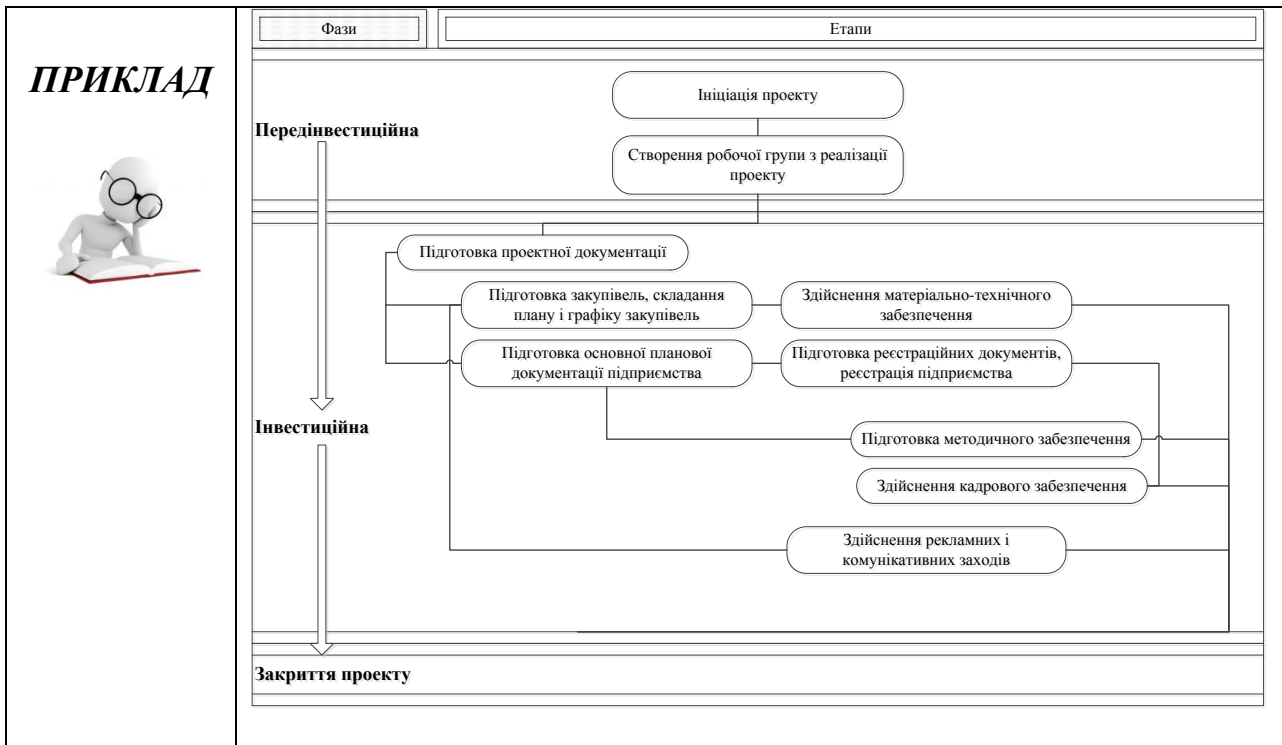 ПРИКЛАД
Фази
Етапи
Передінвестиційна
Ініціація проекту
Створення робочої групи з реалізації
проекту
Інвестиційна
Підготовка проектної документації
Підготовка закупівель, складання
плану і графіку закупівель
Здійснення матеріально-технічного
забезпечення
Підготовка основної планової
документації підприємства
Підготовка реєстраційних документів,
реєстрація підприємства
Підготовка методичного забезпечення
Здійснення кадрового забезпечення
Здійснення рекламних і
комунікативних заходів
Закриття проекту